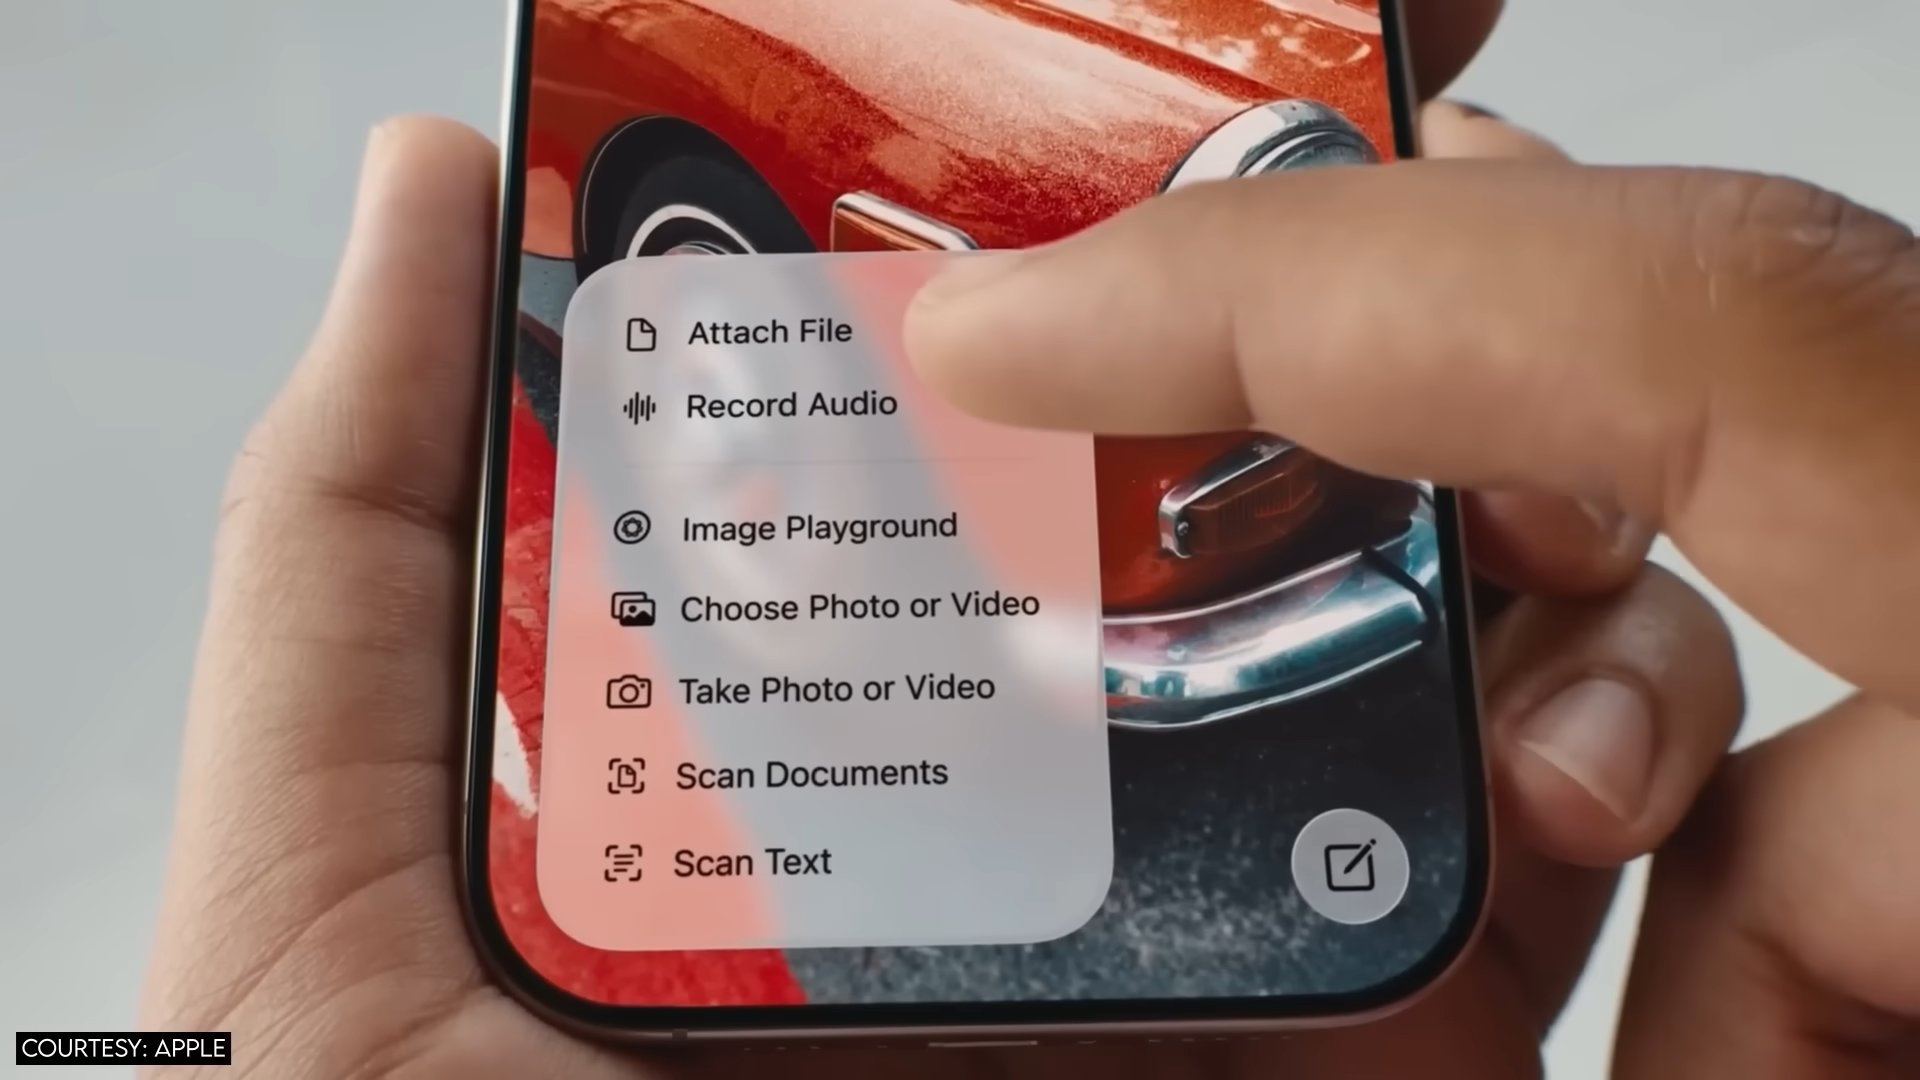 Attach File
Record Audio
Image Playground
Choose Photo or Video
Take Photo or Video
Scan Documents
Scan Text
COURTESY: APPLE